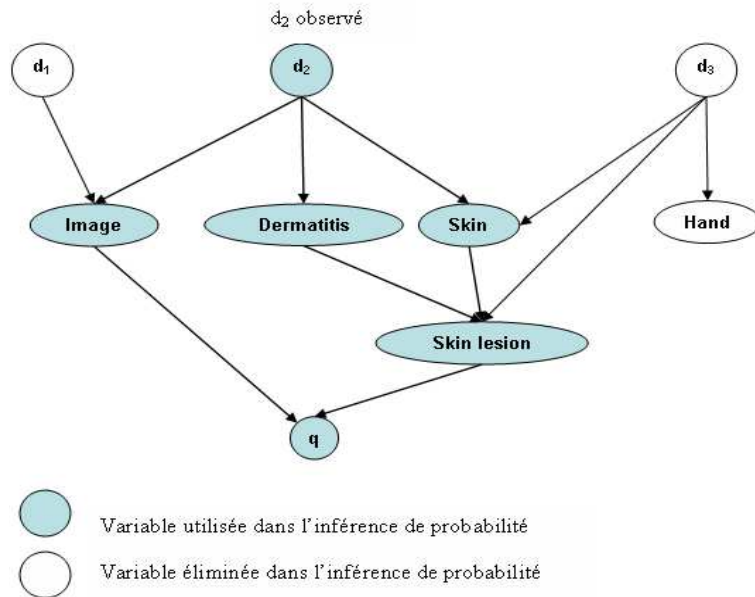 d₂ observé
d₁
d₂
d₃
Image
Dermatitis
Skin
Hand
Skin lesion
q
Variable utilisée dans l'inférence de probabilité
Variable éliminée dans l'inférence de probabilité